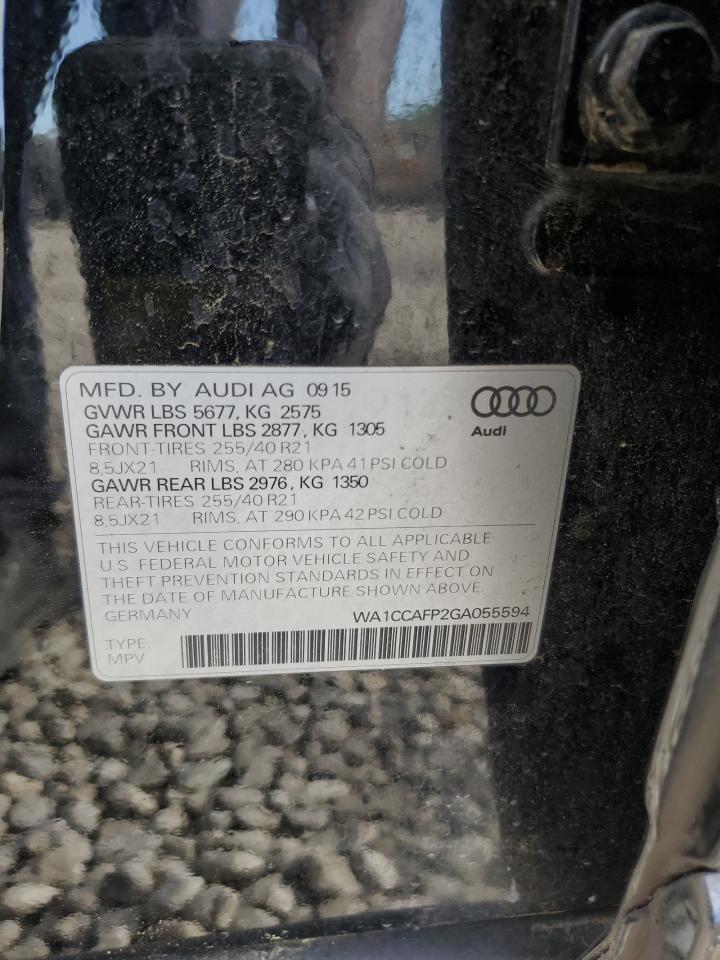 MFD. BY AUDI AG 09 15
GVWR LBS 5677, KG 2575
GAWR FRONT LBS 2877, KG 1305
FRONT-TIRES 255/40 R21
8,5JX21 RIMS, AT 280 KPA 41 PSI COLD
GAWR REAR LBS 2976, KG 1350
REAR-TIRES 255/40 R21
8,5JX21 RIMS, AT 290 KPA 42 PSI COLD
Audi
THIS VEHICLE CONFORMS TO ALL APPLICABLE
U.S. FEDERAL MOTOR VEHICLE SAFETY AND
THEFT PREVENTION STANDARDS IN EFFECT ON
THE DATE OF MANUFACTURE SHOWN ABOVE
GERMANY WA1CCAFP2GA055594
TYPE:
MPV